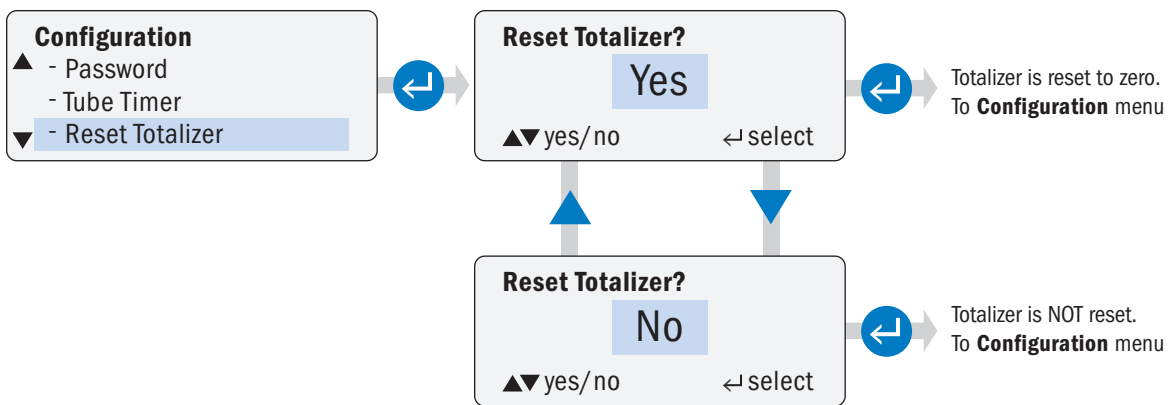 Configuration
- Password
- Tube Timer
- Reset Totalizer
Reset Totalizer?
Yes
▲▼ yes/no ↵ select
Totalizer is reset to zero.
To Configuration menu
Reset Totalizer?
No
▲▼ yes/no ↵ select
Totalizer is NOT reset.
To Configuration menu